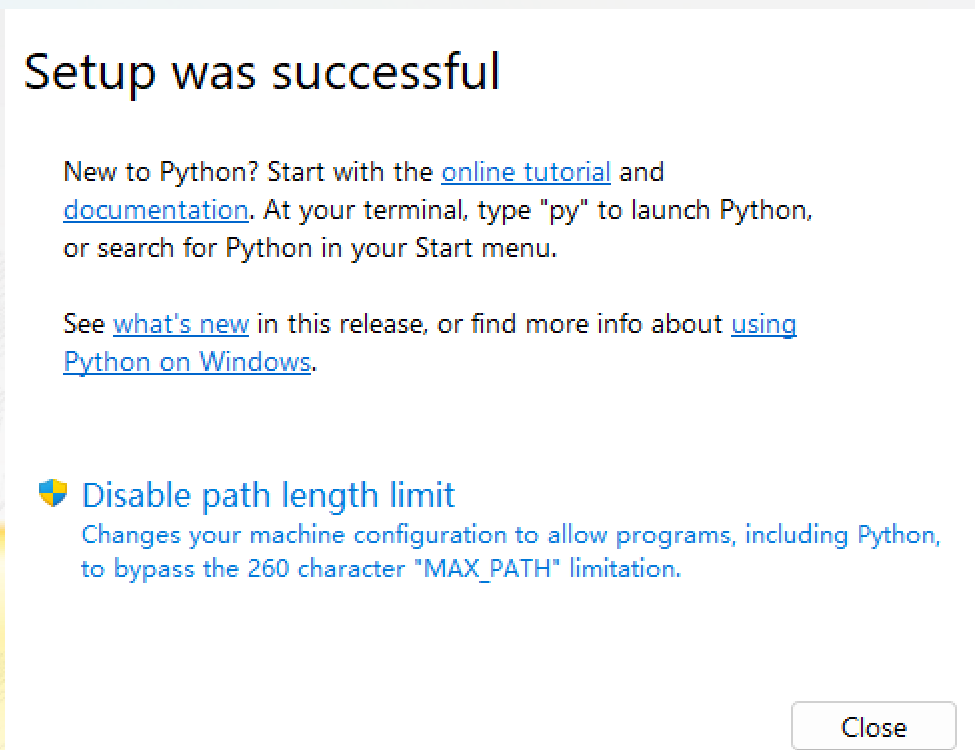 Setup was successful
New to Python? Start with the online tutorial and
documentation. At your terminal, type "py" to launch Python,
or search for Python in your Start menu.
See what's new in this release, or find more info about using
Python on Windows.
Disable path length limit
Changes your machine configuration to allow programs, including Python,
to bypass the 260 character "MAX_PATH" limitation.
Close